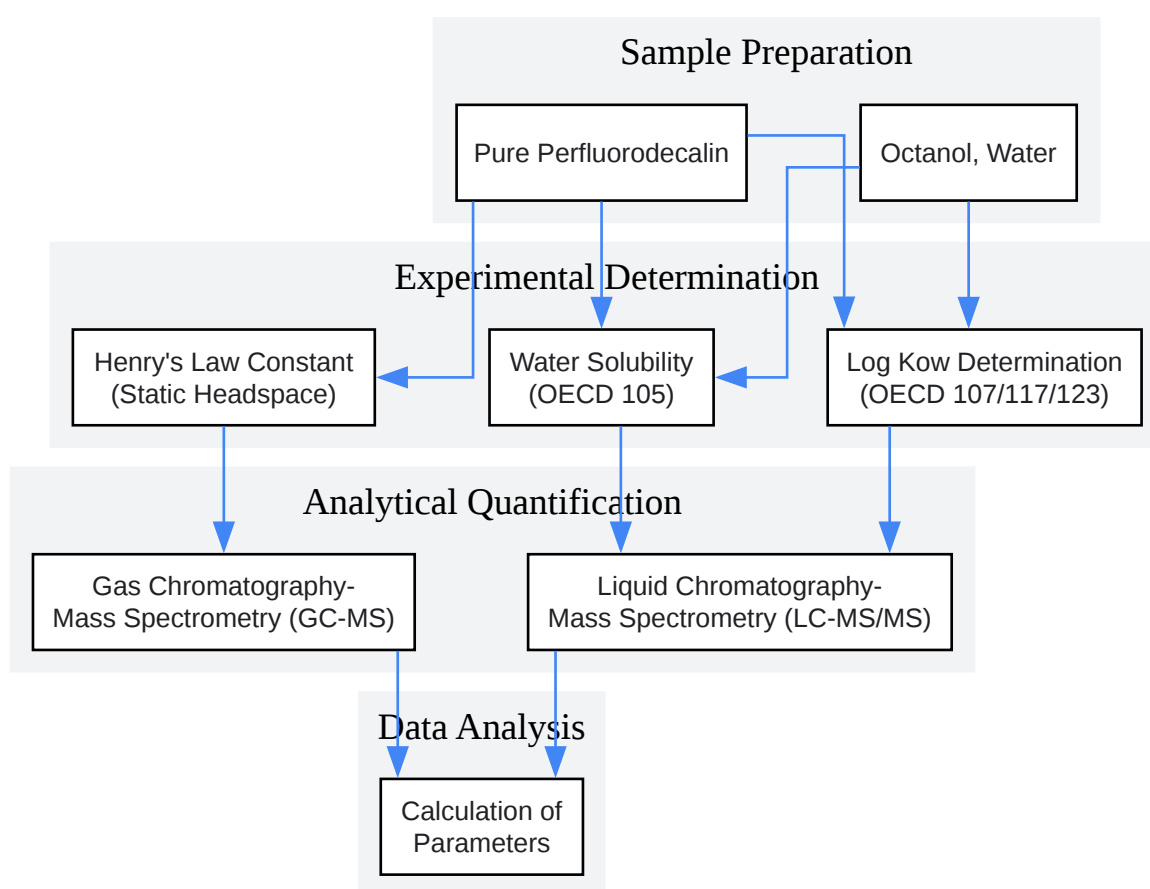 Sample Preparation
Pure Perfluorodecalin
Octanol, Water
Experimental Determination
Henry's Law Constant
(Static Headspace)
Water Solubility
(OECD 105)
Log Kow Determination
(OECD 107/117/123)
Analytical Quantification
Gas Chromatography-
Mass Spectrometry (GC-MS)
Liquid Chromatography-
Mass Spectrometry (LC-MS/MS)
Data Analysis
Calculation of
Parameters